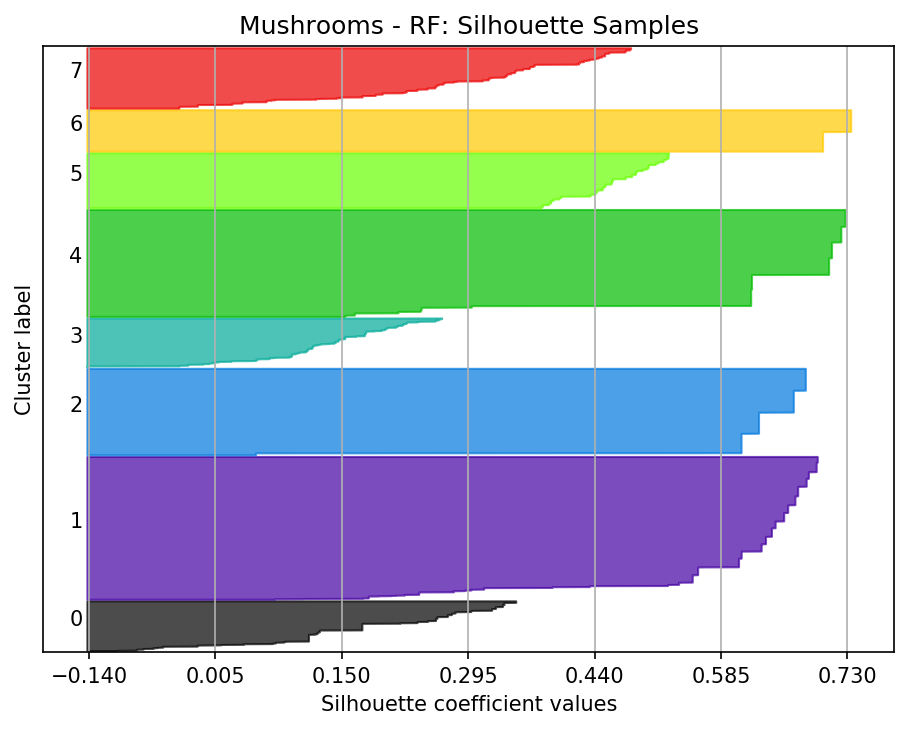 Mushrooms - RF: Silhouette Samples
7
6
5
4
3
2
1
0
Cluster label
−0.140 0.005 0.150 0.295 0.440 0.585 0.730
Silhouette coefficient values